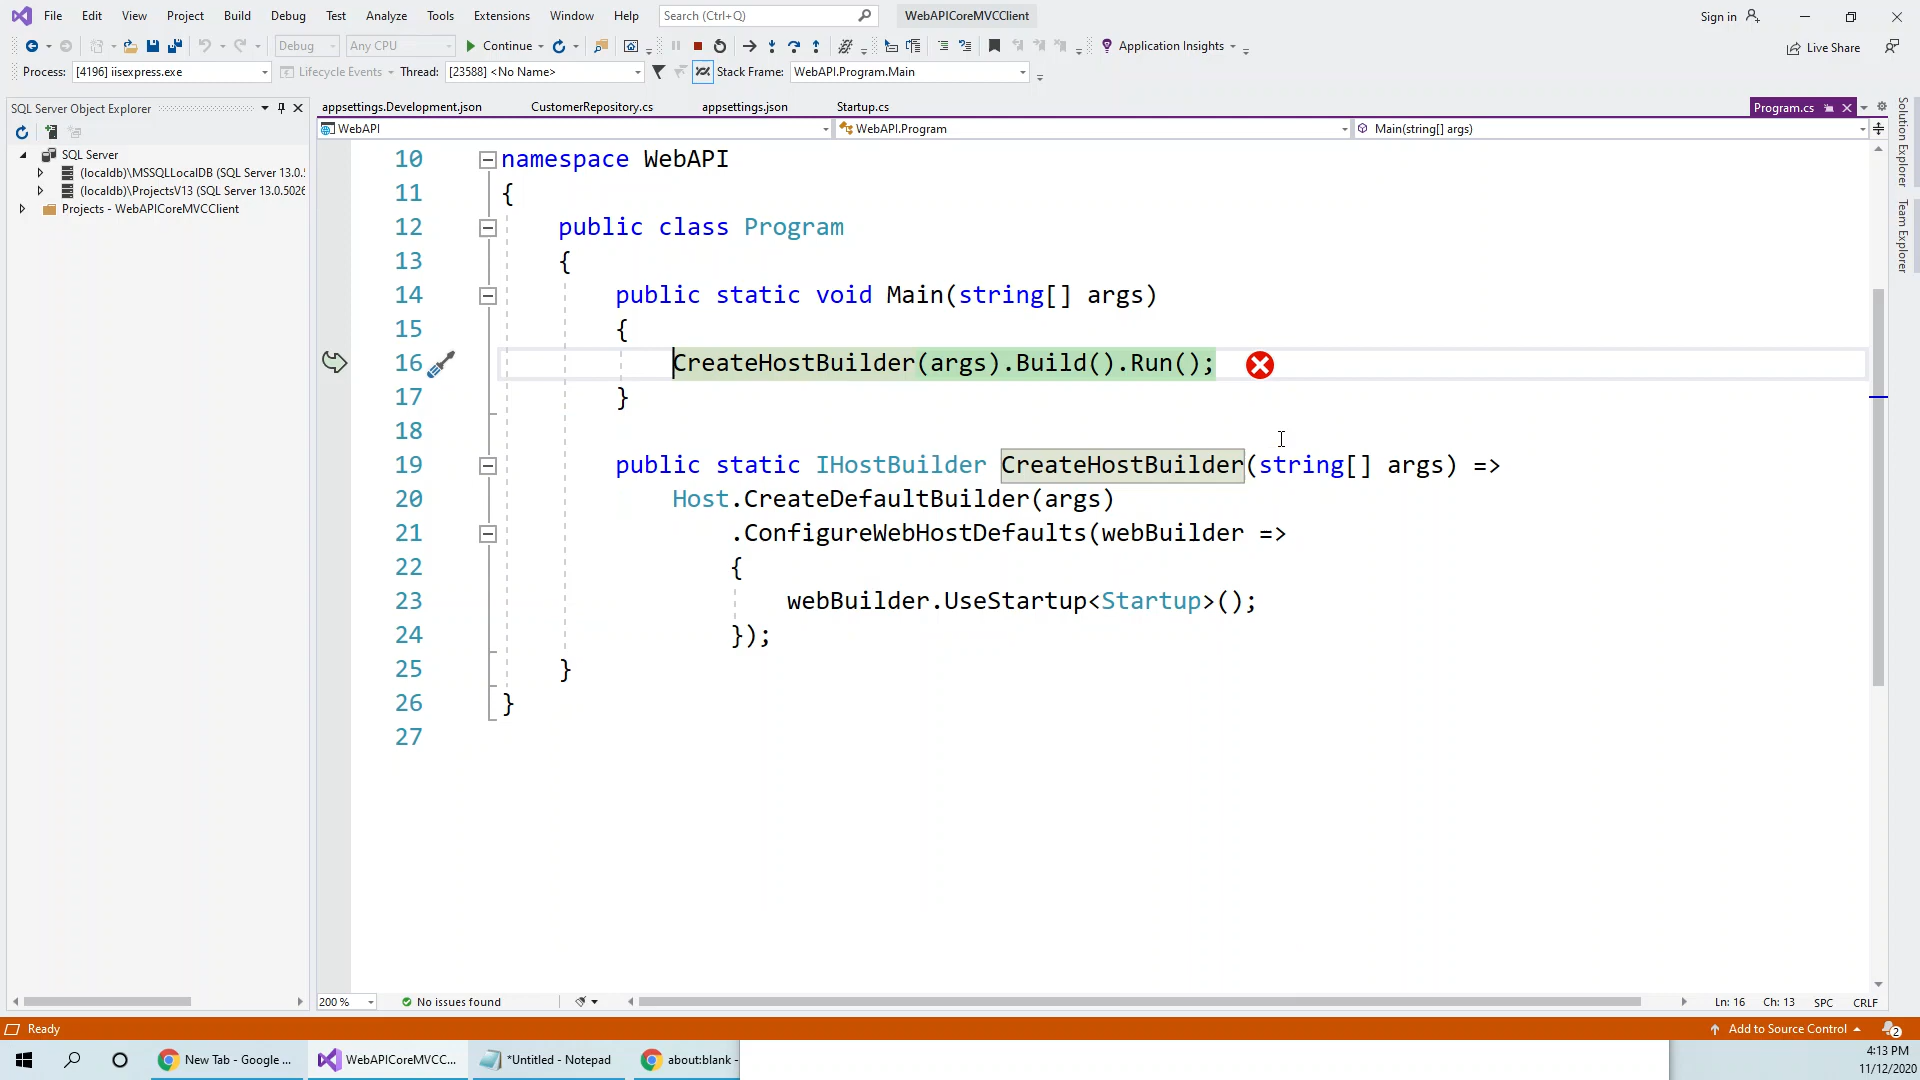 File Edit View Project Build Debug Test Analyze Tools Extensions Window Help Search (Ctrl+Q) WebAPICoreMVCClient Sign in
Debug Any CPU Continue Application Insights Live Share
Process: [4196] iisexpress.exe Lifecycle Events Thread: [23588] <No Name> Stack Frame: WebAPI.Program.Main
SQL Server Object Explorer
appsettings.Development.json CustomerRepository.cs appsettings.json Startup.cs Program.cs
WebAPI WebAPI.Program Main(string[] args)
SQL Server
(localdb)\MSSQLLocalDB (SQL Server 13.0.
(localdb)\ProjectsV13 (SQL Server 13.0.5026
Projects - WebAPICoreMVCClient
10 namespace WebAPI
11 {
12 public class Program
13 {
14 public static void Main(string[] args)
15 {
16 CreateHostBuilder(args).Build().Run();
17 }
18
19 public static IHostBuilder CreateHostBuilder(string[] args) =>
20 Host.CreateDefaultBuilder(args)
21 .ConfigureWebHostDefaults(webBuilder =>
22 {
23 webBuilder.UseStartup<Startup>();
24 });
25 }
26 }
27
Solution Explorer
Team Explorer
200 % No issues found Ln: 16 Ch: 13 SPC CRLF
Ready Add to Source Control 2
New Tab - Google ... WebAPICoreMVCC... *Untitled - Notepad about:blank - 
4:13 PM
11/12/2020